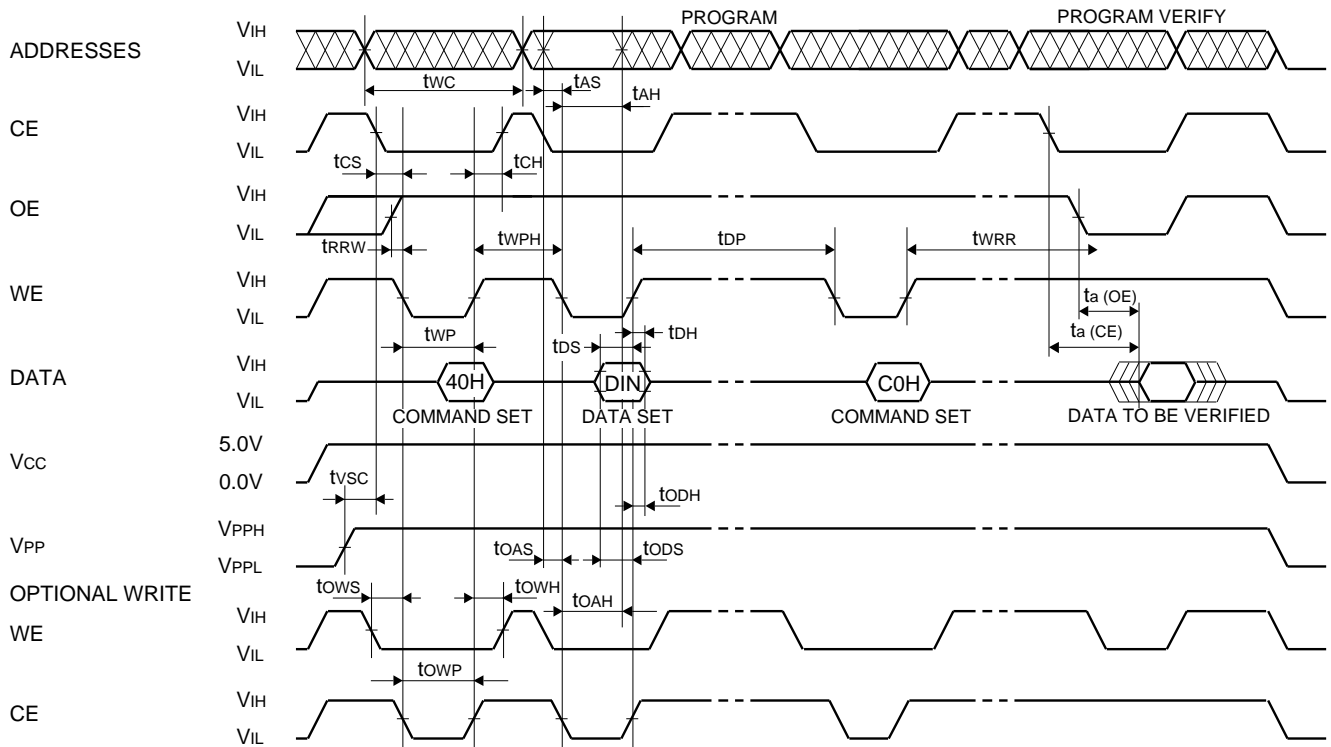 PROGRAM PROGRAM VERIFY
ADDRESSES VIH
VIL
tWC tAS
tAH
CE VIH
VIL
tCS tCH
OE VIH
VIL
tRRW tWPH tDP tWRR
WE VIH
VIL
ta (OE)
tWP tDS tDH ta (CE)
DATA VIH
VIL
40H DIN C0H
COMMAND SET DATA SET COMMAND SET DATA TO BE VERIFIED
VCC 5.0V
0.0V
tVSC tODH
VPP VPPH
VPPL
tOAS tODS
OPTIONAL WRITE
tOWS tOWH tOAH
WE VIH
VIL
tOWP
CE VIH
VIL